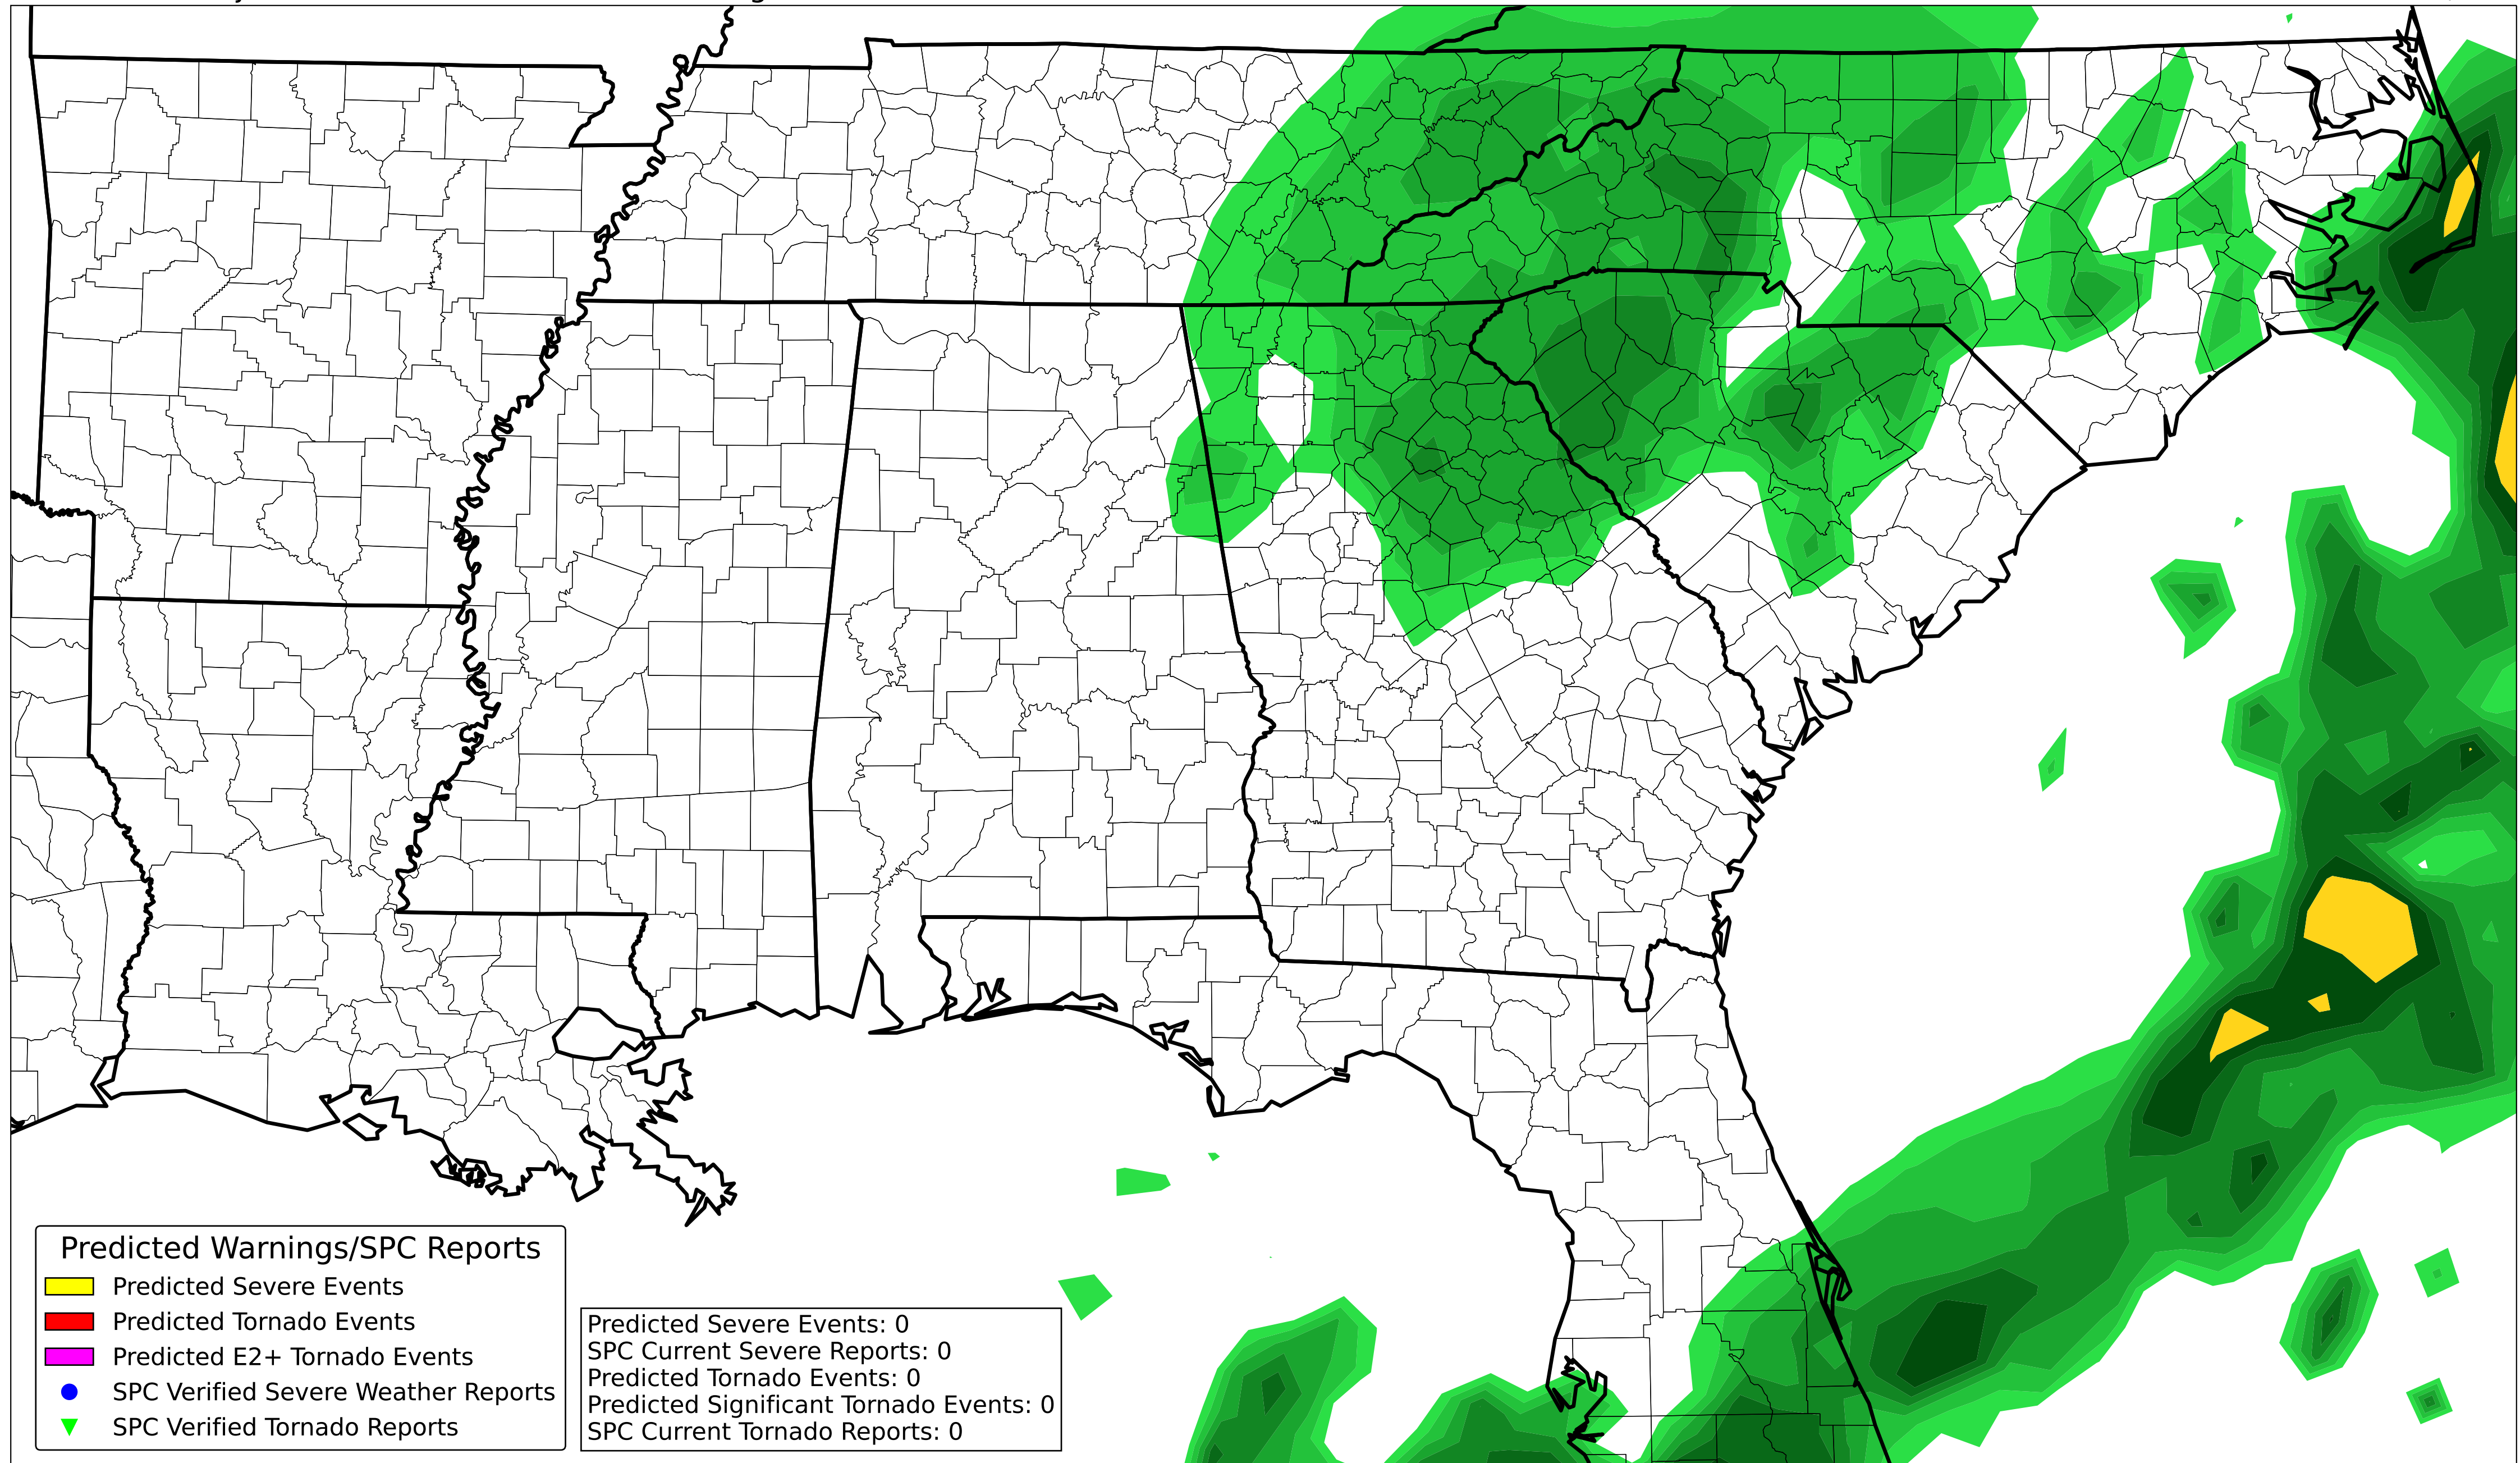 Predicted Warnings/SPC Reports
Predicted Severe Events
Predicted Tornado Events
Predicted E2+ Tornado Events
SPC Verified Severe Weather Reports
SPC Verified Tornado Reports
Predicted Severe Events: 0
SPC Current Severe Reports: 0
Predicted Tornado Events: 0
Predicted Significant Tornado Events: 0
SPC Current Tornado Reports: 0